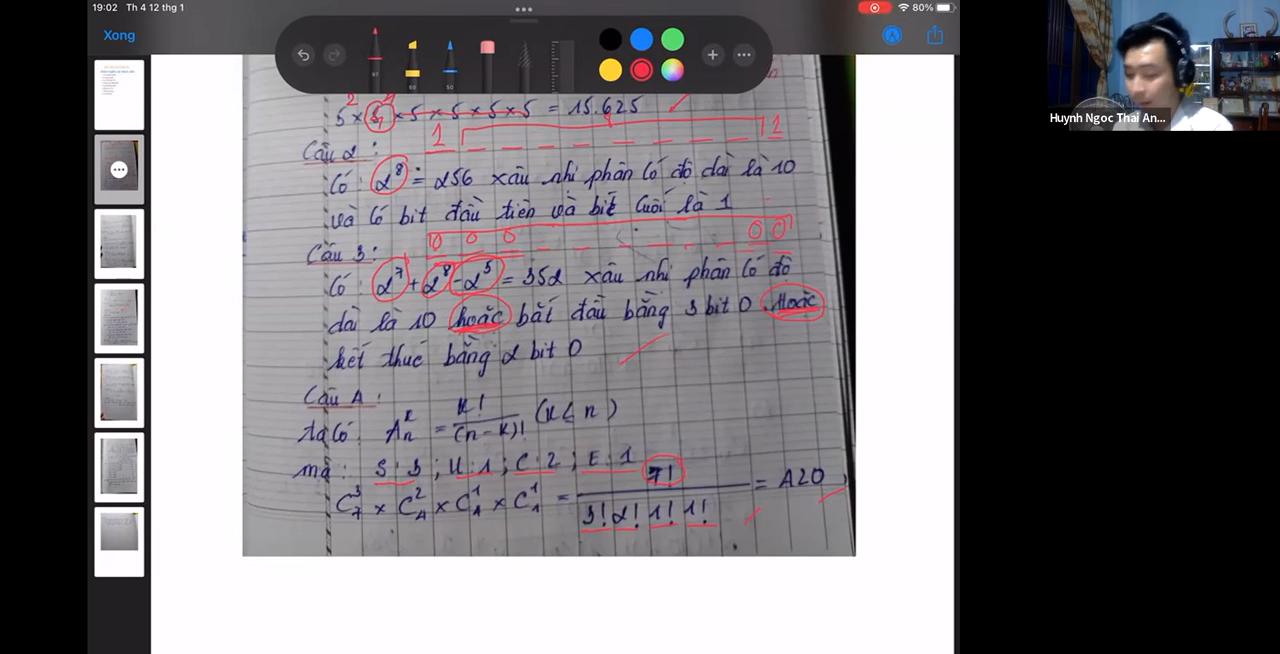 19:02 Th 4 12 thg 1
80%
Xong
Huynh Ngoc Thai An...
5 × 5 × 5 × 5 × 5 × 5 = 15.625
1 1
Câu 2:
Có: 2⁸ = 256 xâu nhị phân có độ dài là 10
và có bit đầu tiên và bit cuối là 1
0 0 0 0 0
Câu 3:
Có: 2⁷ + 2⁸ - 2⁵ = 352 xâu nhị phân có độ
dài là 10 hoặc bắt đầu bằng 3 bit 0 hoặc
kết thúc bằng 2 bit 0
Câu 4:
ta có: Aₙᵏ = k! / (n-k)! (k ≤ n)
mà: S:3; U:1; C:2; E:1
C₇³ × C₄² × C₄¹ × C₁¹ = 7! / 3!2!1!1! = 420